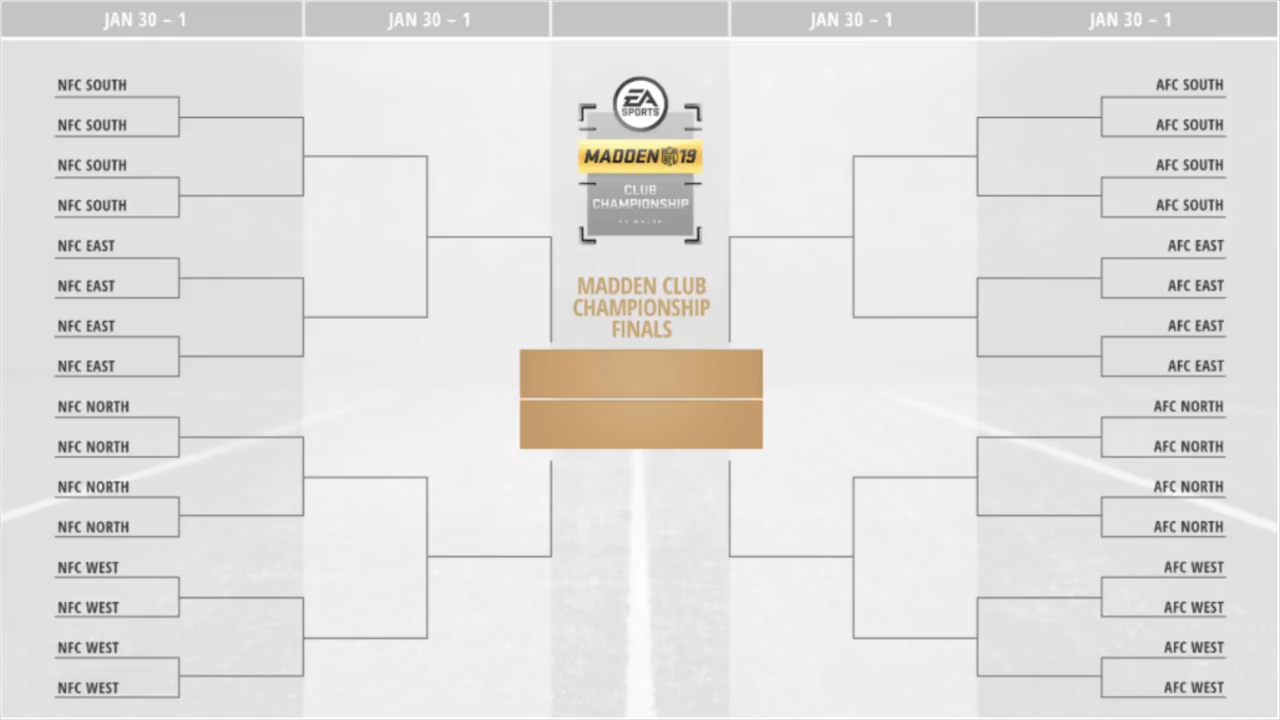 JAN 30 – 1
JAN 30 – 1
JAN 30 – 1
JAN 30 – 1
NFC SOUTH
NFC SOUTH
NFC SOUTH
NFC SOUTH
NFC EAST
NFC EAST
NFC EAST
NFC EAST
NFC NORTH
NFC NORTH
NFC NORTH
NFC NORTH
NFC WEST
NFC WEST
NFC WEST
NFC WEST
EA
SPORTS
MADDEN NFL 19
CLUB
CHAMPIONSHIP
MADDEN CLUB
CHAMPIONSHIP
FINALS
AFC SOUTH
AFC SOUTH
AFC SOUTH
AFC SOUTH
AFC EAST
AFC EAST
AFC EAST
AFC EAST
AFC NORTH
AFC NORTH
AFC NORTH
AFC NORTH
AFC WEST
AFC WEST
AFC WEST
AFC WEST